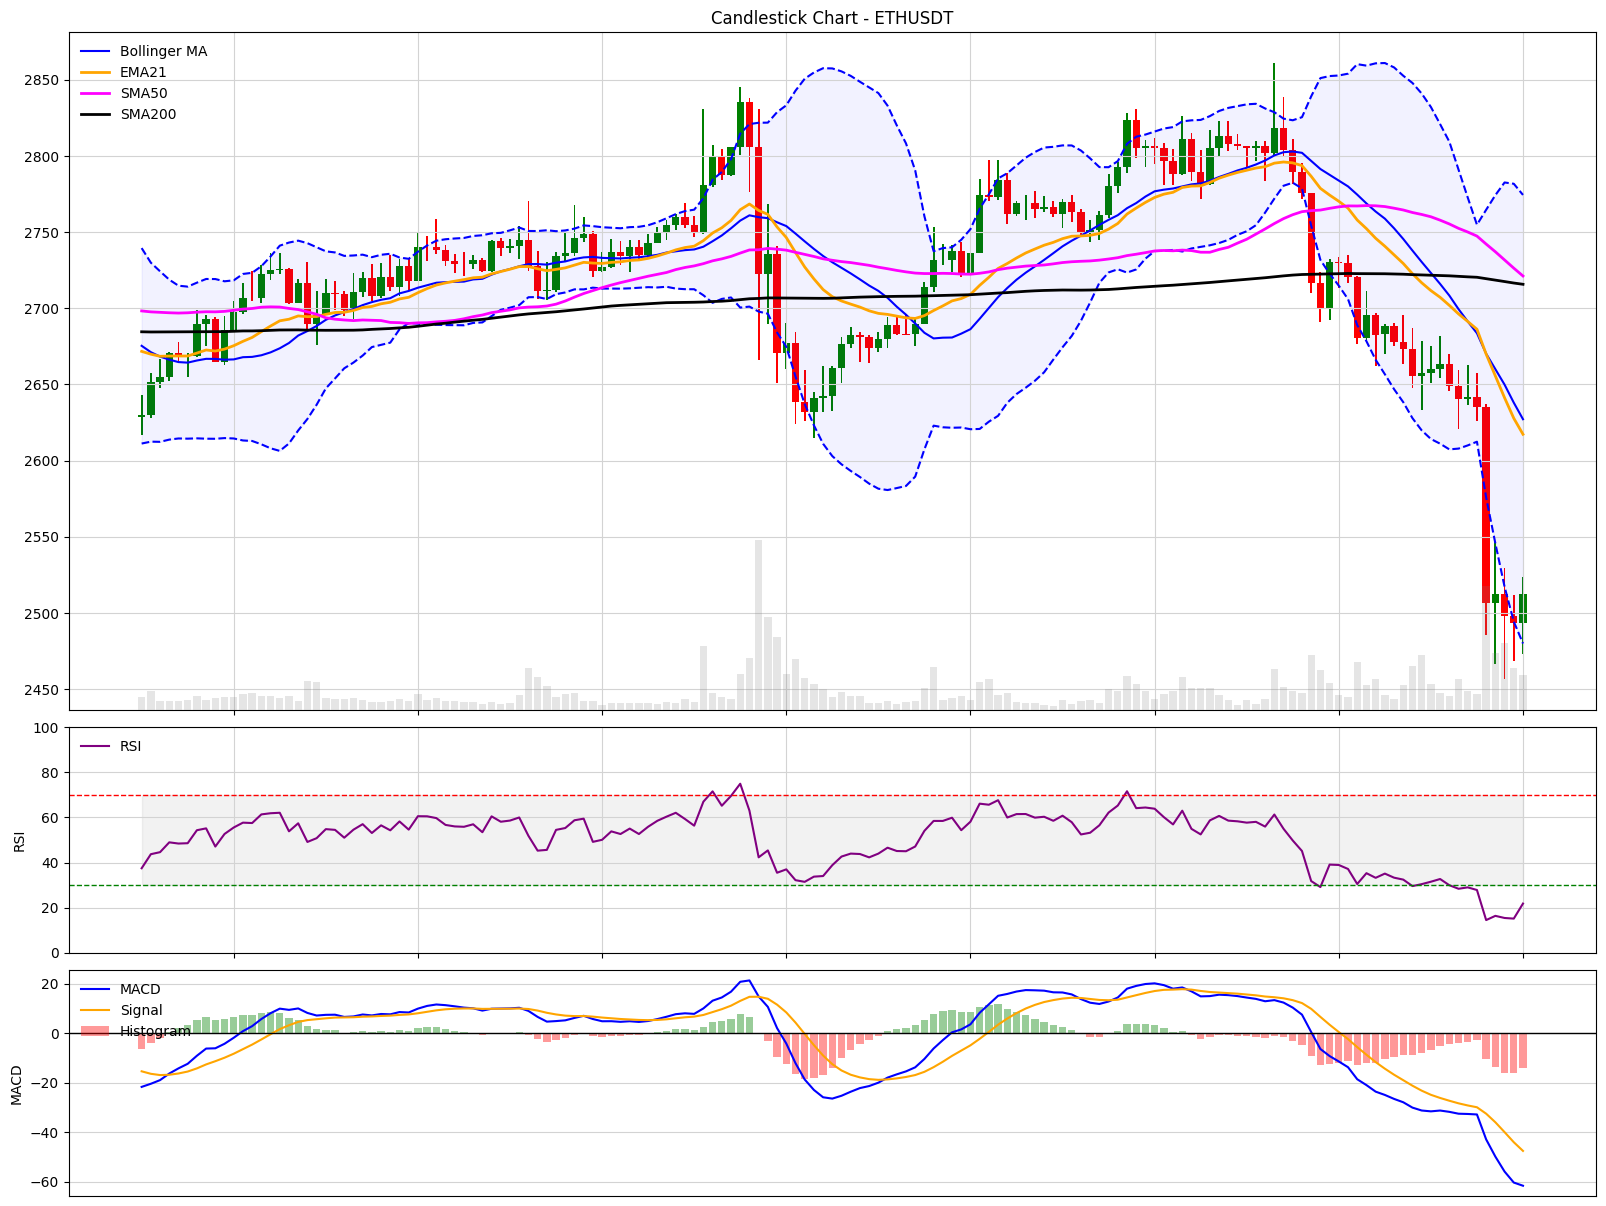 Candlestick Chart - ETHUSDT
Bollinger MA
EMA21
SMA50
SMA200
2850
2800
2750
2700
2650
2600
2550
2500
2450
RSI
100
80
60
40
20
0
RSI
MACD
Signal
Histogram
20
0
−20
−40
−60
MACD